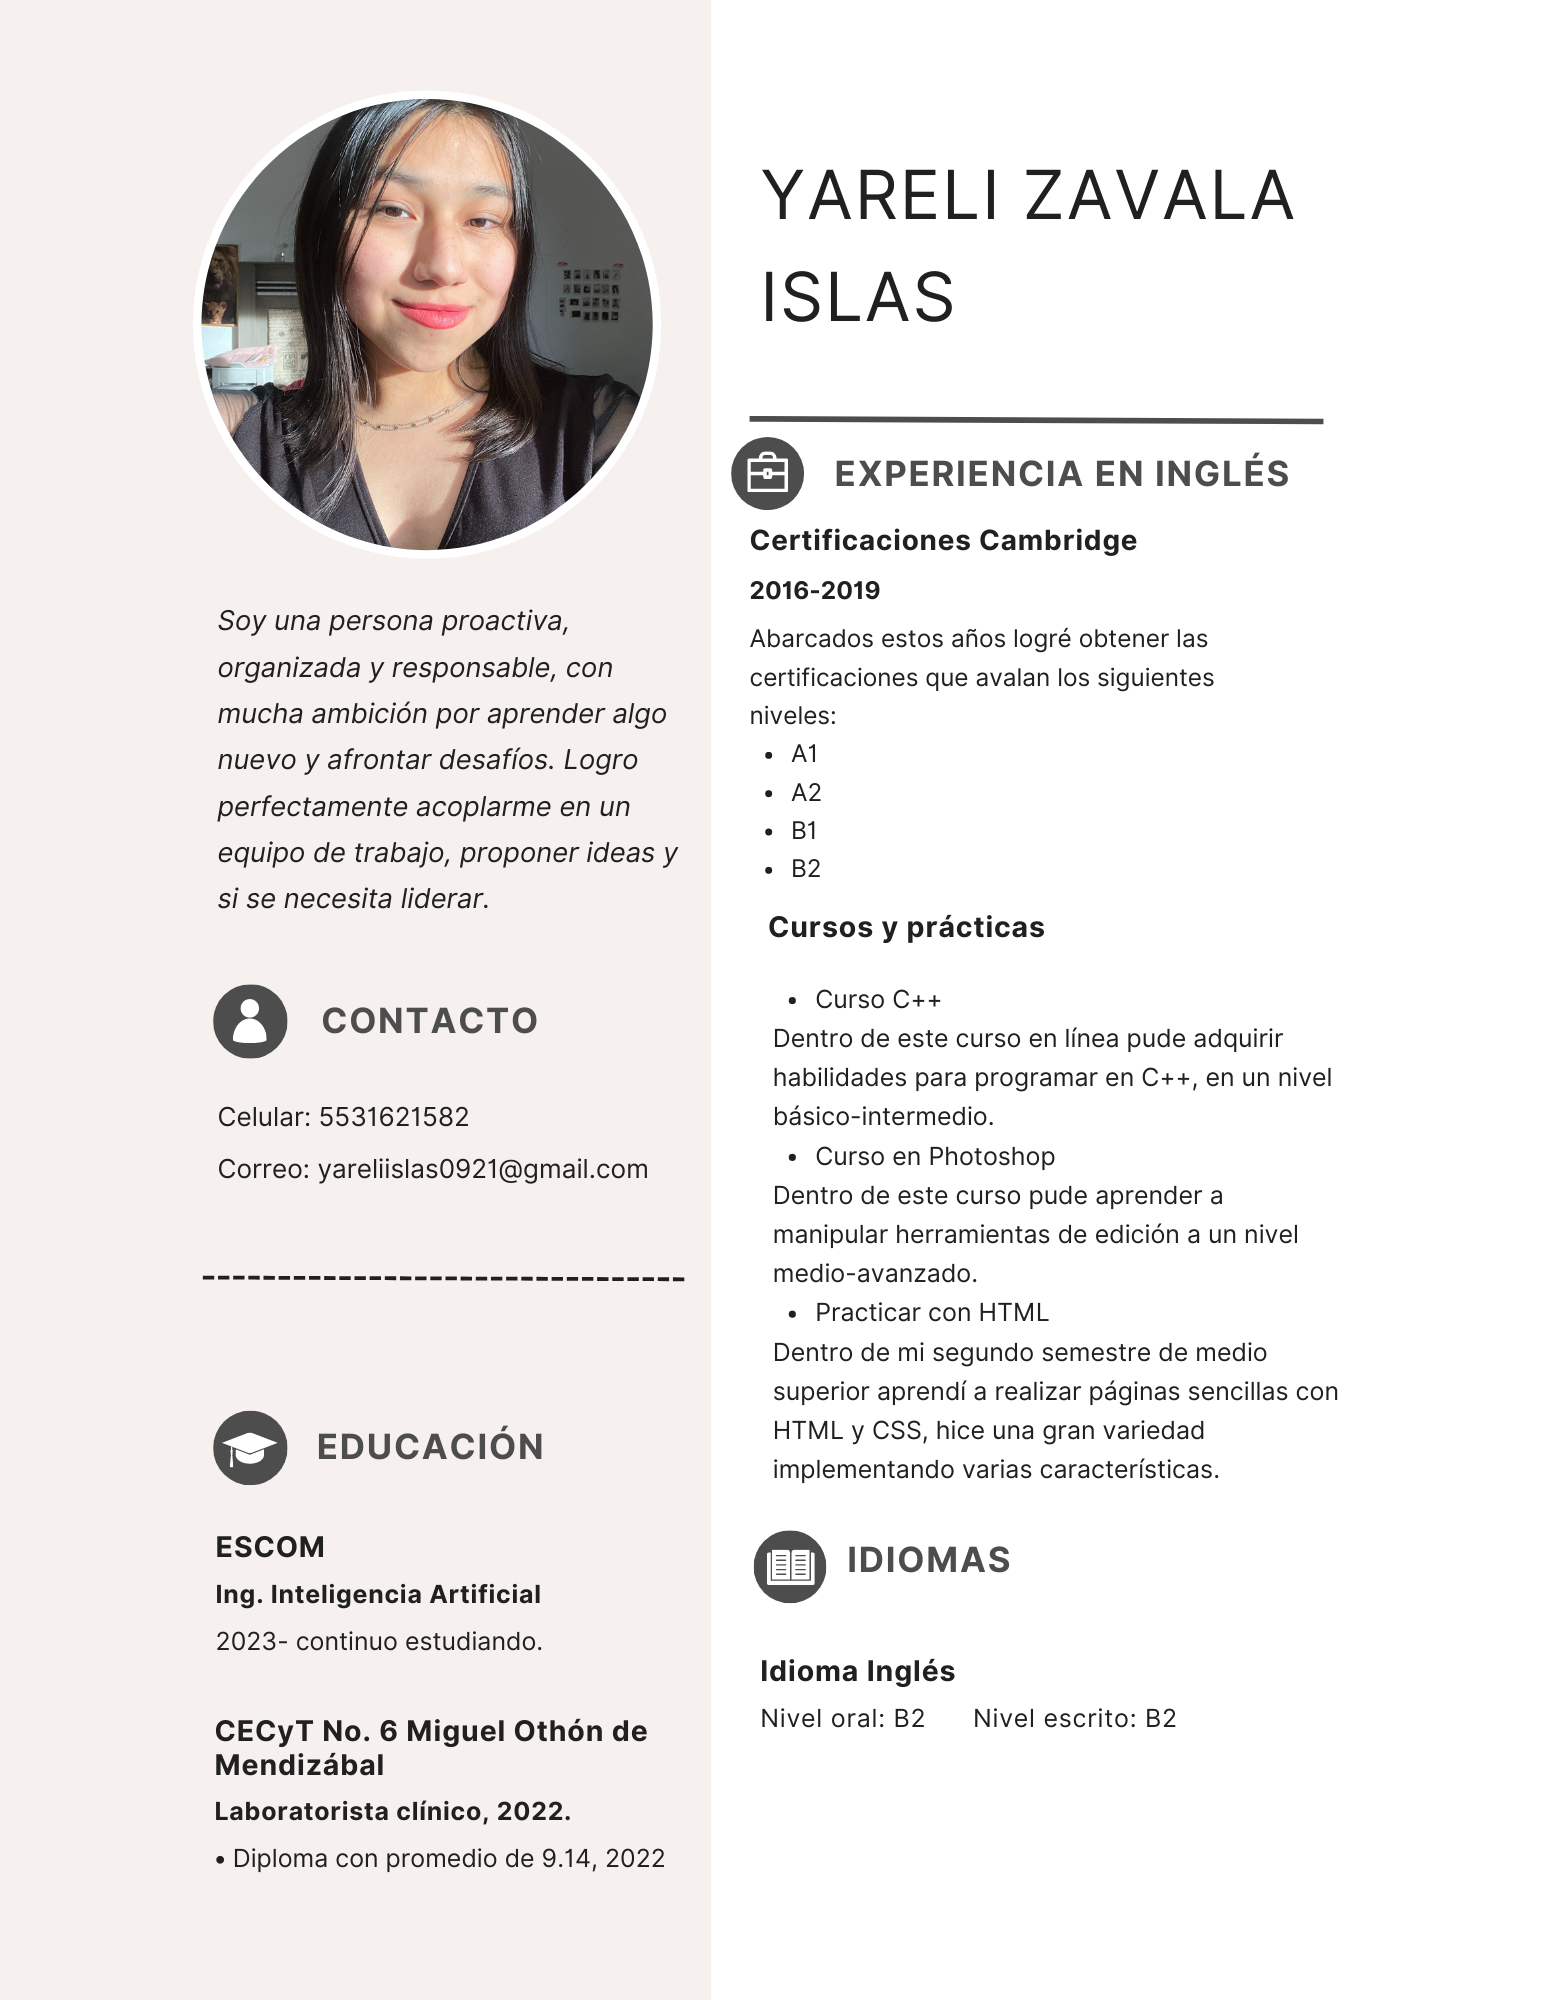 YARELI ZAVALA
ISLAS
Soy una persona proactiva,
organizada y responsable, con
mucha ambición por aprender algo
nuevo y afrontar desafíos. Logro
perfectamente acoplarme en un
equipo de trabajo, proponer ideas y
si se necesita liderar.
CONTACTO
Celular: 5531621582
Correo: yareliislas0921@gmail.com
EDUCACIÓN
ESCOM
Ing. Inteligencia Artificial
2023- continuo estudiando.
CECyT No. 6 Miguel Othón de
Mendizábal
Laboratorista clínico, 2022.
• Diploma con promedio de 9.14, 2022
EXPERIENCIA EN INGLÉS
Certificaciones Cambridge
2016-2019
Abarcados estos años logré obtener las
certificaciones que avalan los siguientes
niveles:
• A1
• A2
• B1
• B2
Cursos y prácticas
• Curso C++
Dentro de este curso en línea pude adquirir
habilidades para programar en C++, en un nivel
básico-intermedio.
• Curso en Photoshop
Dentro de este curso pude aprender a
manipular herramientas de edición a un nivel
medio-avanzado.
• Practicar con HTML
Dentro de mi segundo semestre de medio
superior aprendí a realizar páginas sencillas con
HTML y CSS, hice una gran variedad
implementando varias características.
IDIOMAS
Idioma Inglés
Nivel oral: B2 Nivel escrito: B2